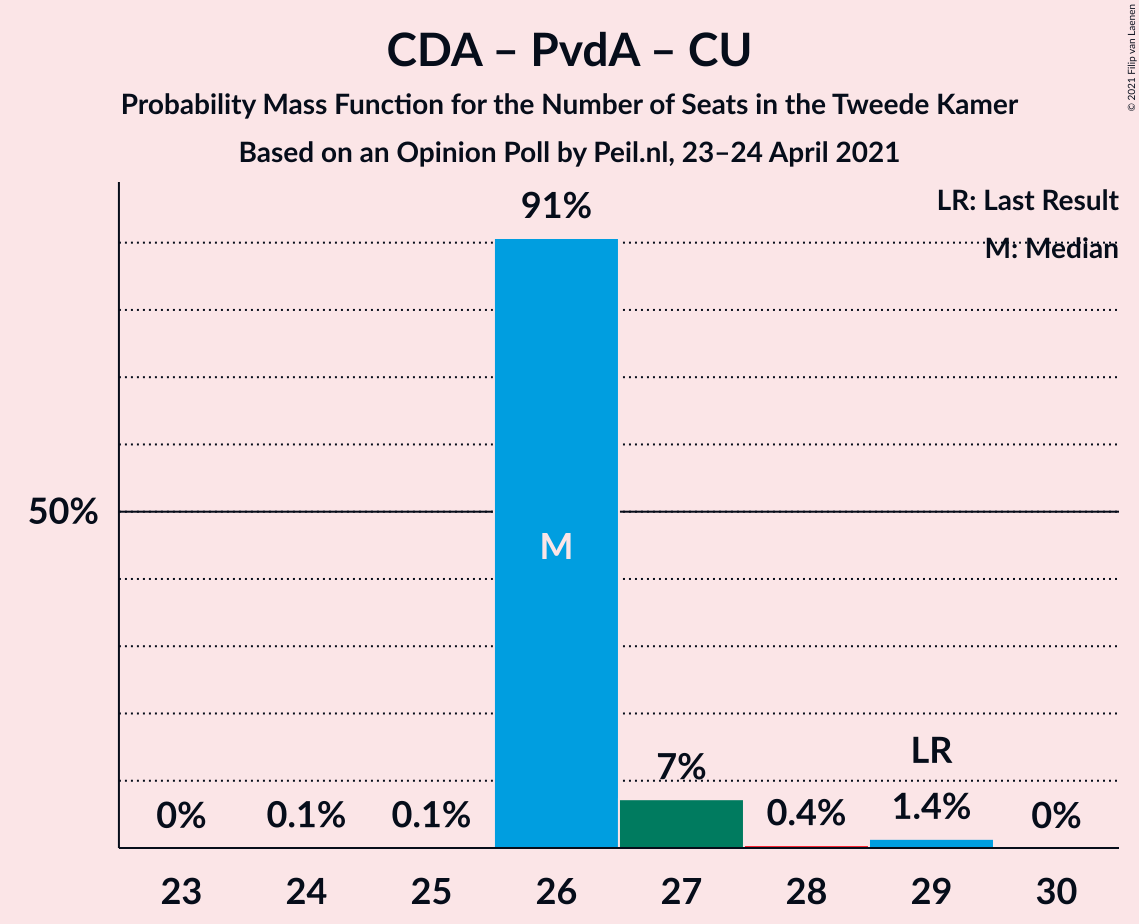 CDA – PvdA – CU
Probability Mass Function for the Number of Seats in the Tweede Kamer
Based on an Opinion Poll by Peil.nl, 23–24 April 2021
© 2021 Filip van Laenen
LR: Last Result
M: Median
91%
50%
M
LR
7%
0% 0.1% 0.1% 0.4% 1.4% 0%
23 24 25 26 27 28 29 30